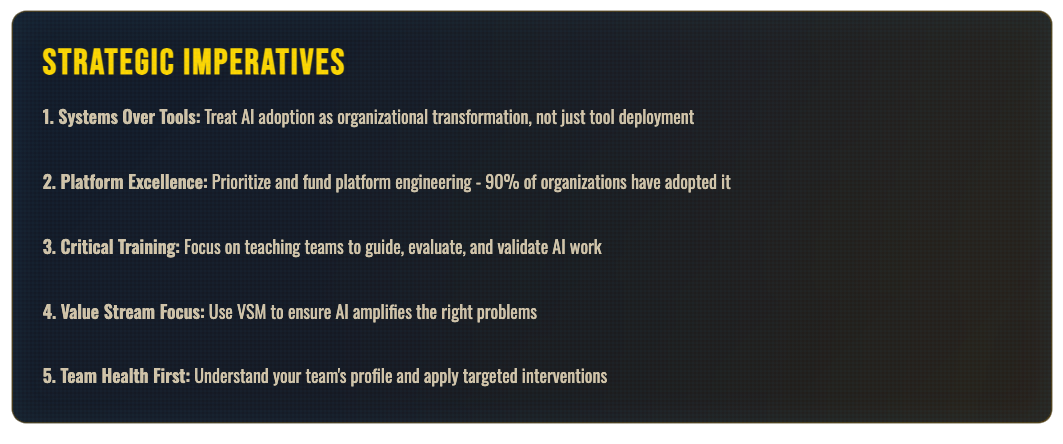 STRATEGIC IMPERATIVES
1. Systems Over Tools: Treat AI adoption as organizational transformation, not just tool deployment
2. Platform Excellence: Prioritize and fund platform engineering - 90% of organizations have adopted it
3. Critical Training: Focus on teaching teams to guide, evaluate, and validate AI work
4. Value Stream Focus: Use VSM to ensure AI amplifies the right problems
5. Team Health First: Understand your team's profile and apply targeted interventions